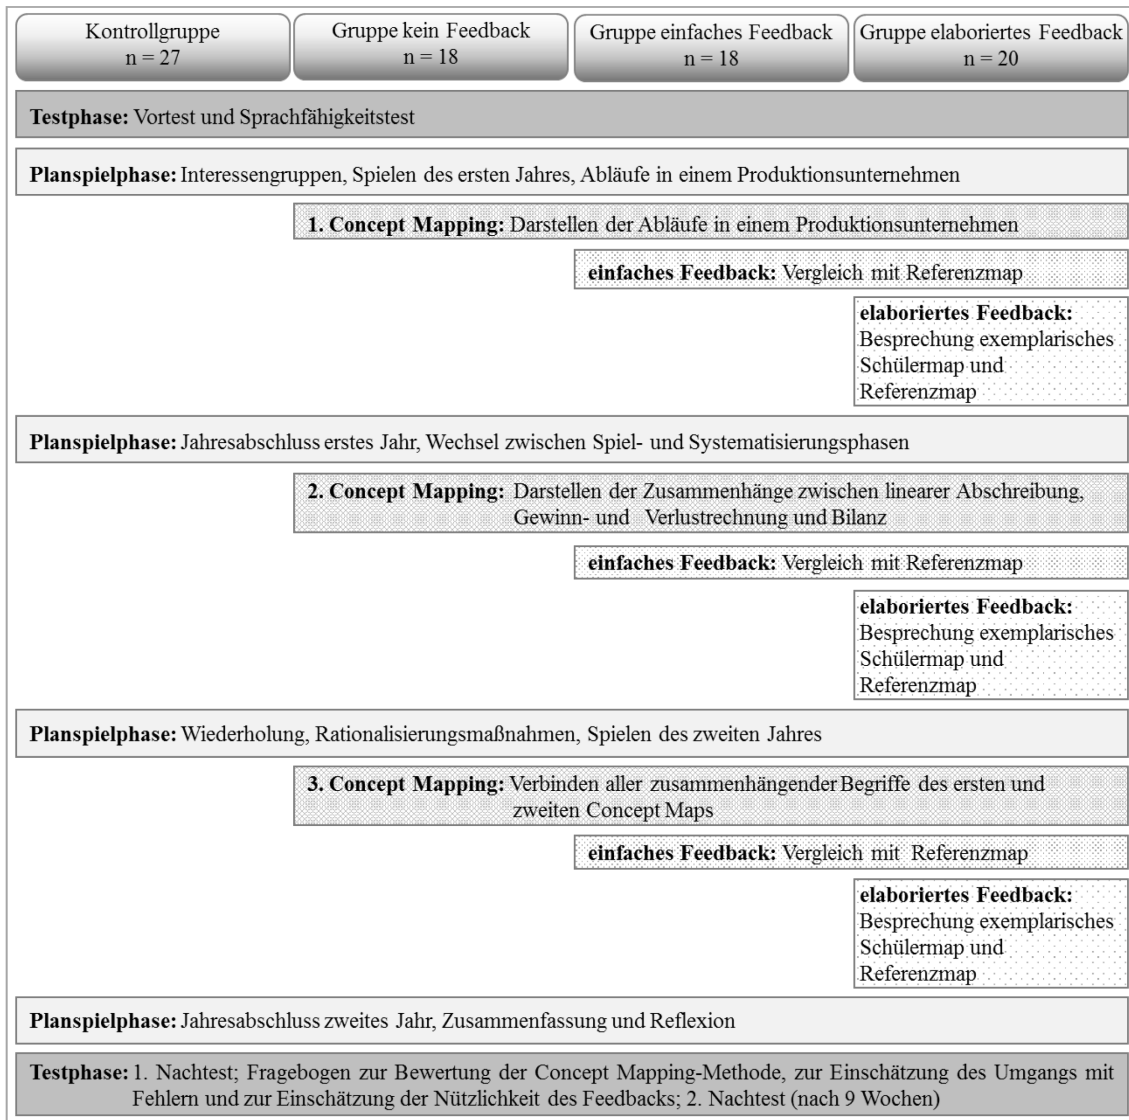 Kontrollgruppe
n = 27
Gruppe kein Feedback
n = 18
Gruppe einfaches Feedback
n = 18
Gruppe elaboriertes Feedback
n = 20
Testphase: Vortest und Sprachfähigkeitstest
Planspielphase: Interessengruppen, Spielen des ersten Jahres, Abläufe in einem Produktionsunternehmen
1. Concept Mapping: Darstellen der Abläufe in einem Produktionsunternehmen
einfaches Feedback: Vergleich mit Referenzmap
elaboriertes Feedback:
Besprechung exemplarisches
Schülermap und
Referenzmap
Planspielphase: Jahresabschluss erstes Jahr, Wechsel zwischen Spiel- und Systematisierungsphasen
2. Concept Mapping: Darstellen der Zusammenhänge zwischen linearer Abschreibung,
Gewinn- und Verlustrechnung und Bilanz
einfaches Feedback: Vergleich mit Referenzmap
elaboriertes Feedback:
Besprechung exemplarisches
Schülermap und
Referenzmap
Planspielphase: Wiederholung, Rationalisierungsmaßnahmen, Spielen des zweiten Jahres
3. Concept Mapping: Verbinden aller zusammenhängender Begriffe des ersten und
zweiten Concept Maps
einfaches Feedback: Vergleich mit Referenzmap
elaboriertes Feedback:
Besprechung exemplarisches
Schülermap und
Referenzmap
Planspielphase: Jahresabschluss zweites Jahr, Zusammenfassung und Reflexion
Testphase: 1. Nachtest; Fragebogen zur Bewertung der Concept Mapping-Methode, zur Einschätzung des Umgangs mit
Fehlern und zur Einschätzung der Nützlichkeit des Feedbacks; 2. Nachtest (nach 9 Wochen)